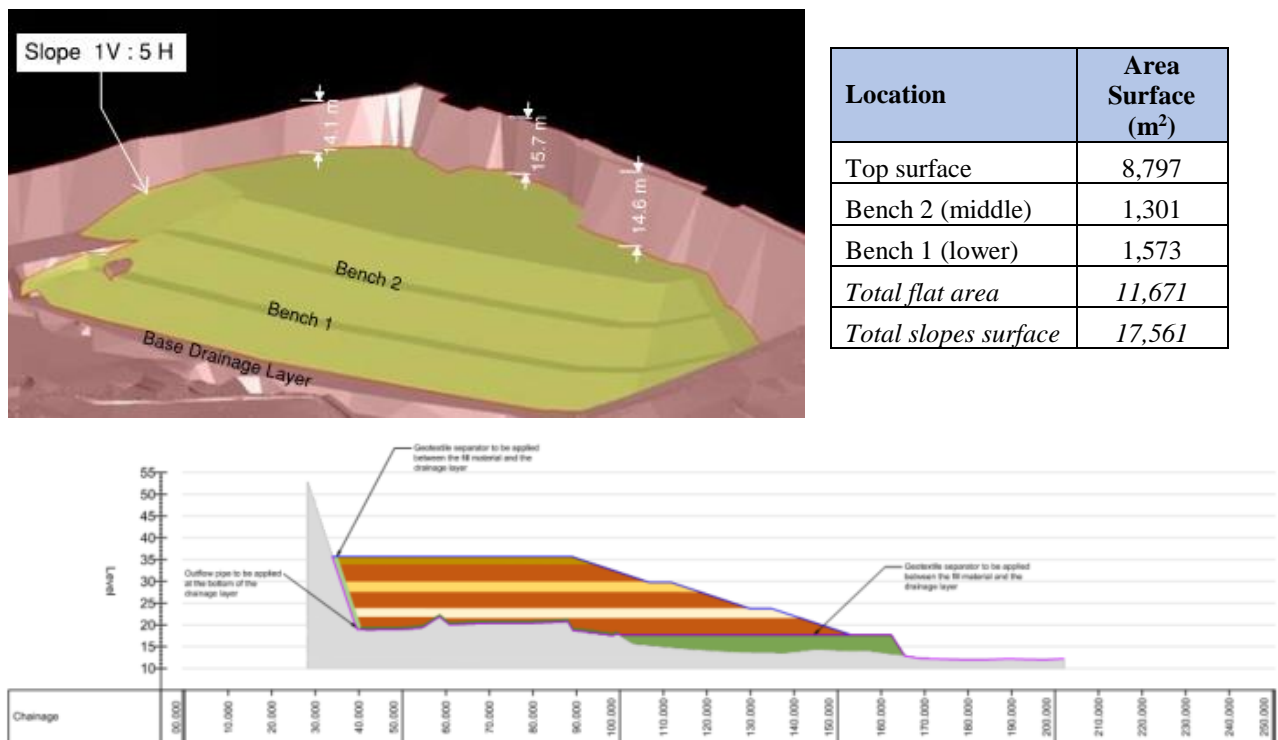 Slope 1V : 5 H
14.1 m
15.7 m
14.6 m
Bench 2
Bench 1
Base Drainage Layer
Location Area Surface (m²)
Top surface 8,797
Bench 2 (middle) 1,301
Bench 1 (lower) 1,573
Total flat area 11,671
Total slopes surface 17,561
Geotextile separator to be applied
between the fill material and the
drainage layer
Outflow pipe to be applied
at the bottom of the
drainage layer
Geotextile separator to be applied
between the fill material and the
drainage layer
Level
55
50
45
40
35
30
25
20
15
10
Chainage
00.000
10.000
20.000
30.000
40.000
50.000
60.000
70.000
80.000
90.000
100.000
110.000
120.000
130.000
140.000
150.000
160.000
170.000
180.000
190.000
200.000
210.000
220.000
230.000
240.000
250.000